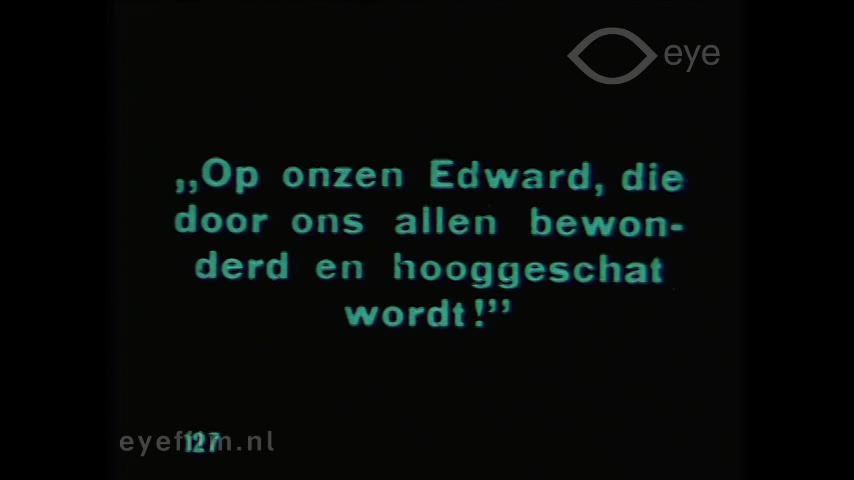 eye
„Op onzen Edward, die
door ons allen bewon-
derd en hooggeschat
wordt!”
eyefilm.nl
127